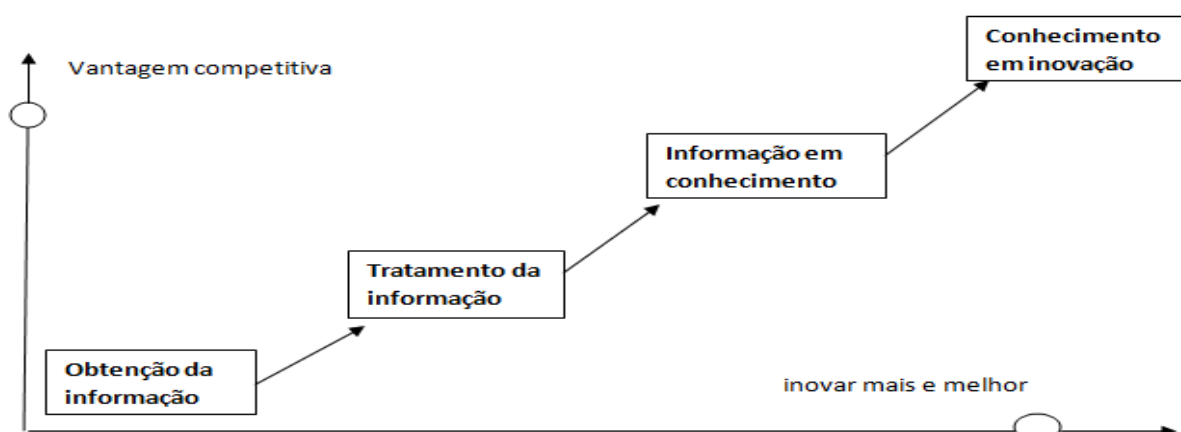 Conhecimento
em inovação
Vantagem competitiva
Informação em
conhecimento
Tratamento da
informação
Obtenção da
informação
inovar mais e melhor